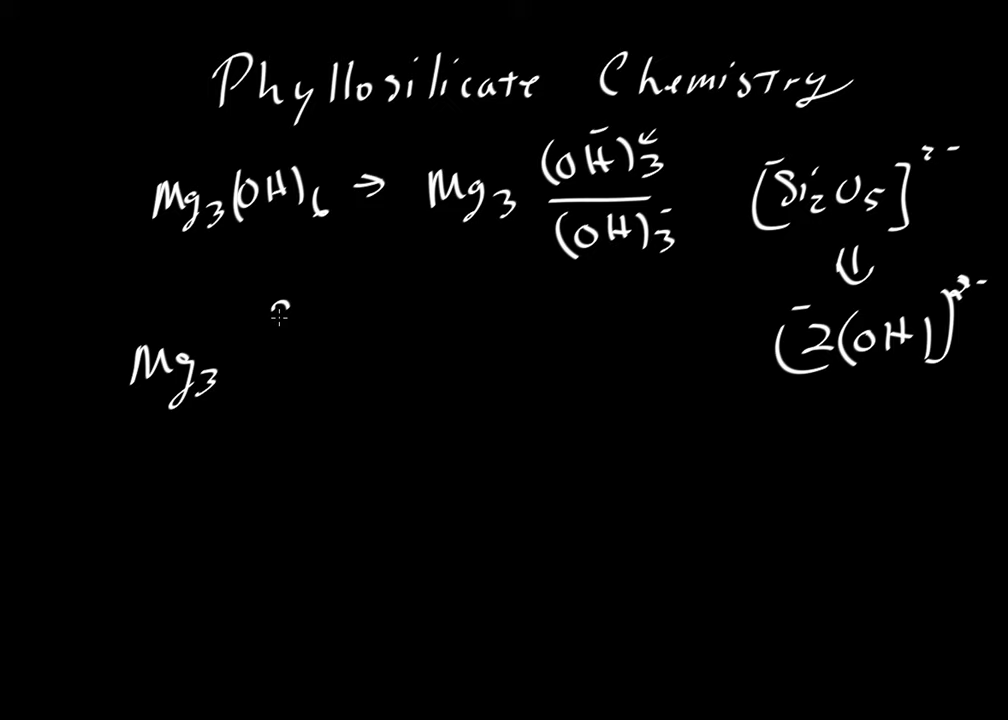 Phyllosilicate Chemistry
Mg3(OH)6 → Mg3 (OH)3⁻ / (OH)3⁻ [Si2O5]²⁻
⇓
(2(OH))²⁻
Mg3